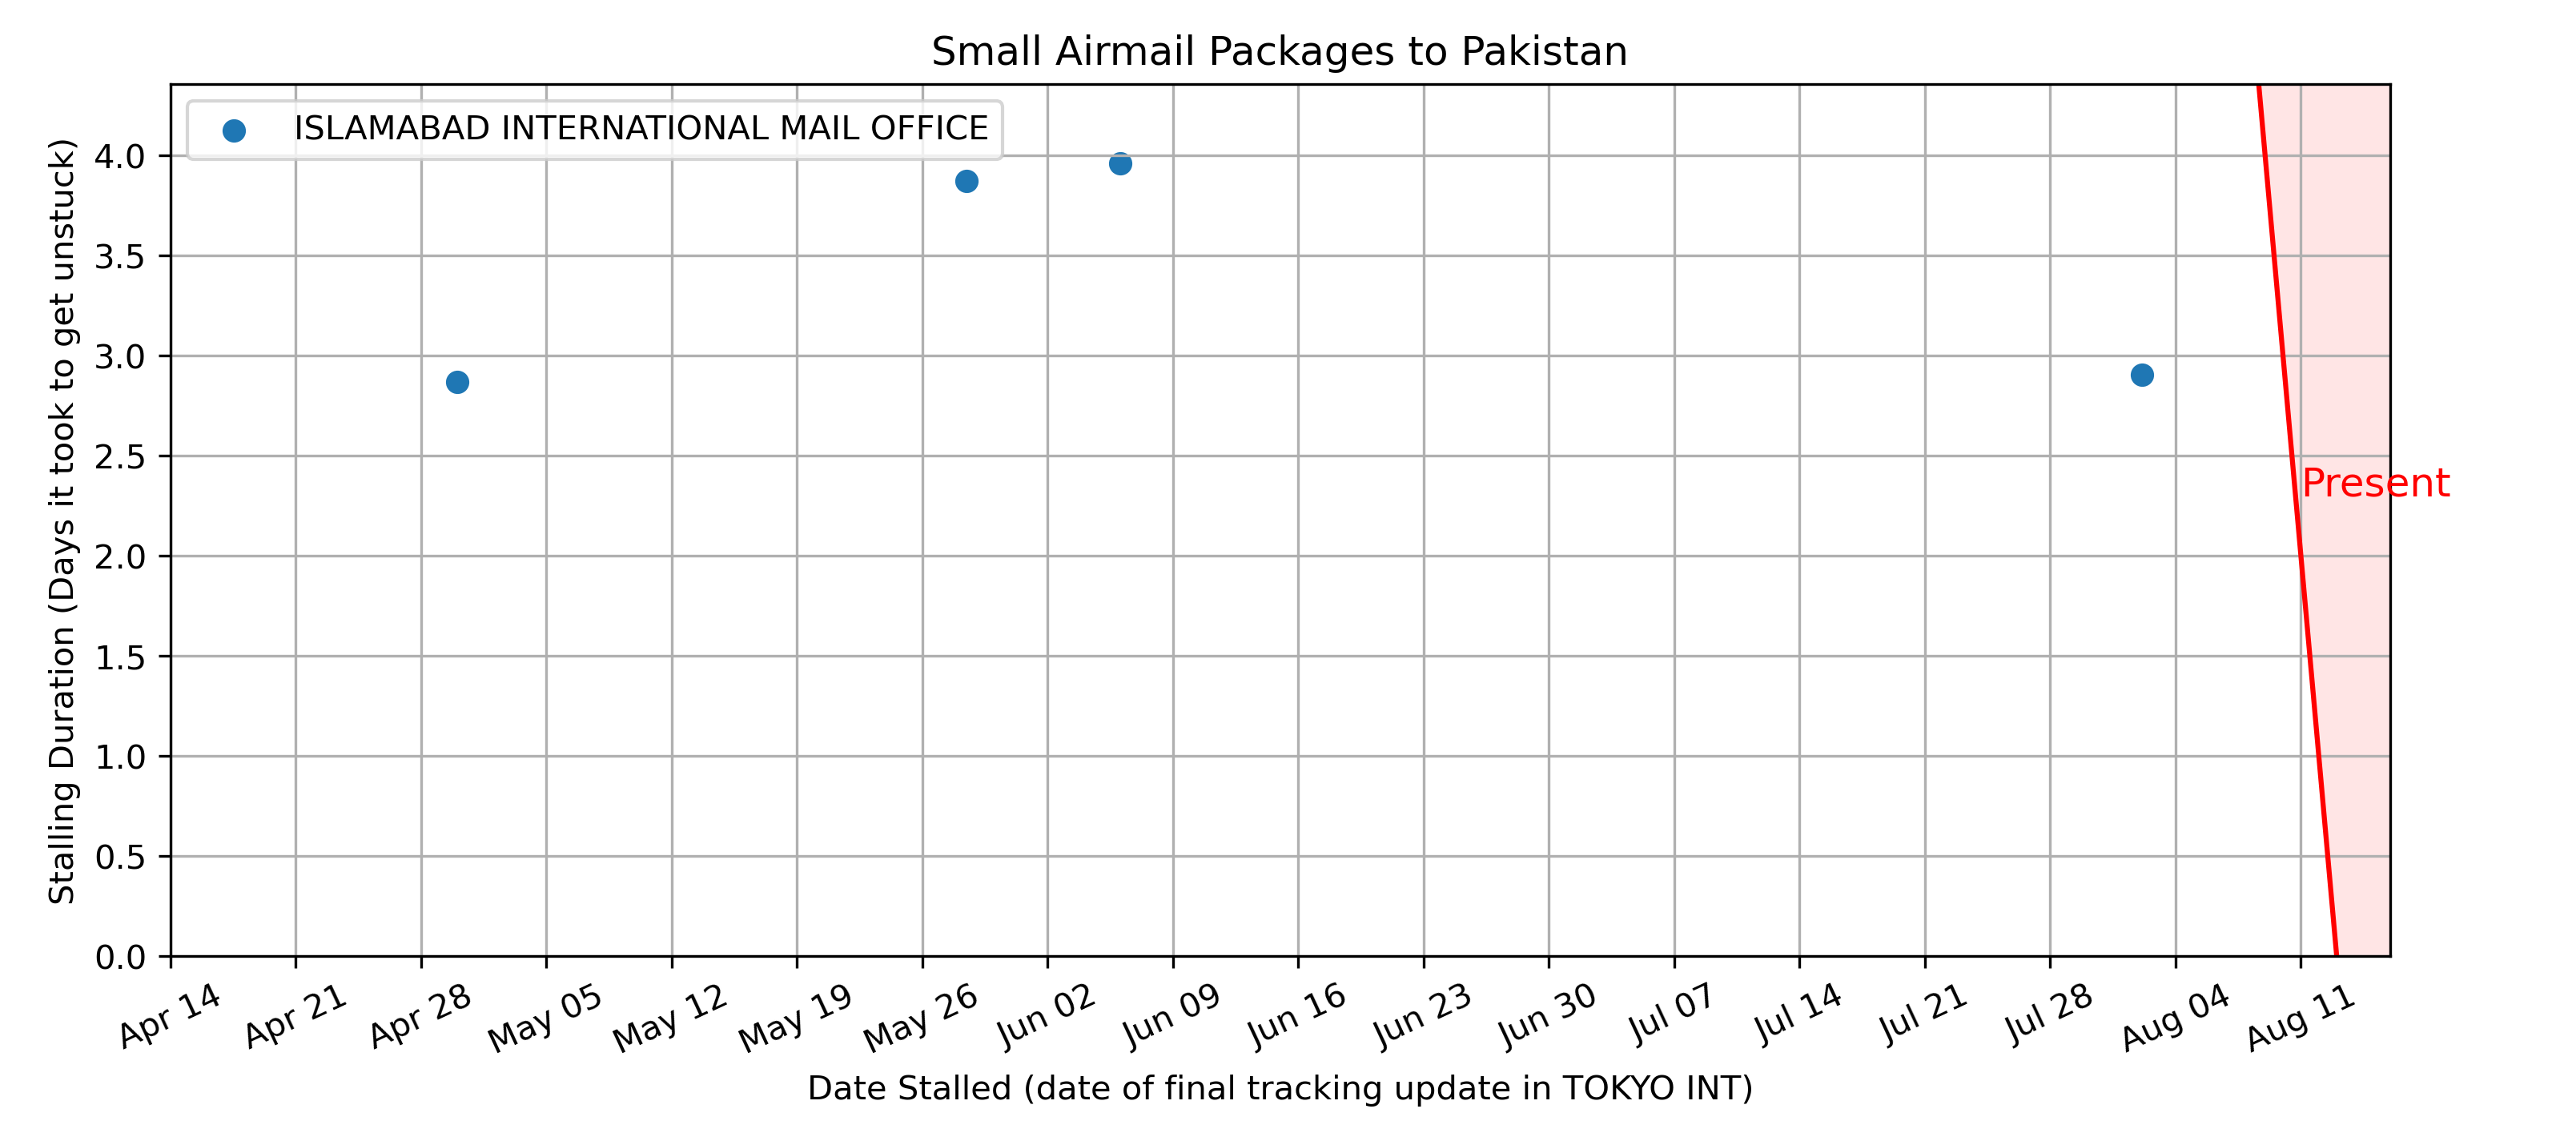 Small Airmail Packages to Pakistan
ISLAMABAD INTERNATIONAL MAIL OFFICE
Stalling Duration (Days it took to get unstuck)
4.0
3.5
3.0
2.5
2.0
1.5
1.0
0.5
0.0
Present
Apr 14 Apr 21 Apr 28 May 05 May 12 May 19 May 26 Jun 02 Jun 09 Jun 16 Jun 23 Jun 30 Jul 07 Jul 14 Jul 21 Jul 28 Aug 04 Aug 11
Date Stalled (date of final tracking update in TOKYO INT)